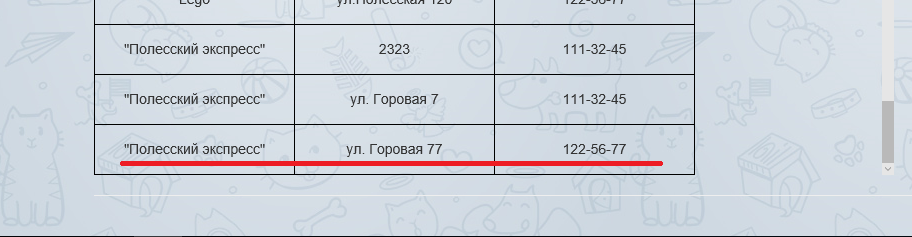 Lego ул.Полесская 120 122-56-77
"Полесский экспресс" 2323 111-32-45
"Полесский экспресс" ул. Горовая 7 111-32-45
"Полесский экспресс" ул. Горовая 77 122-56-77